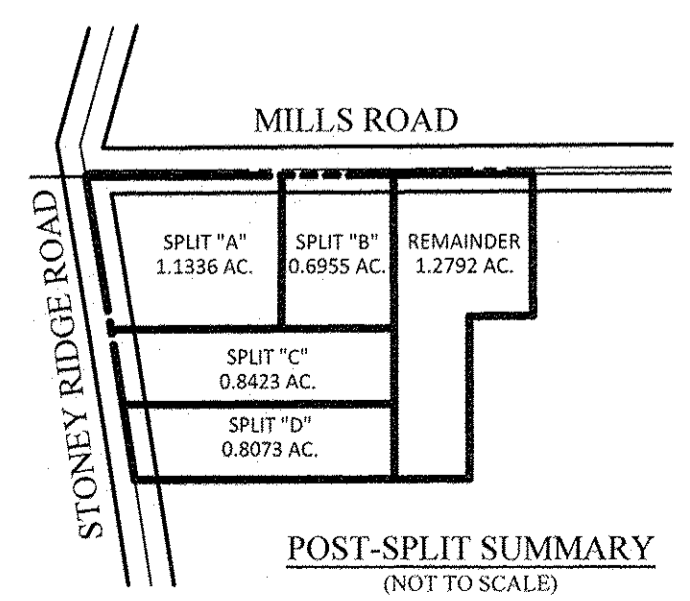 MILLS ROAD
STONEY RIDGE ROAD
SPLIT "A"
1.1336 AC.
SPLIT "B"
0.6955 AC.
REMAINDER
1.2792 AC.
SPLIT "C"
0.8423 AC.
SPLIT "D"
0.8073 AC.
POST-SPLIT SUMMARY
(NOT TO SCALE)